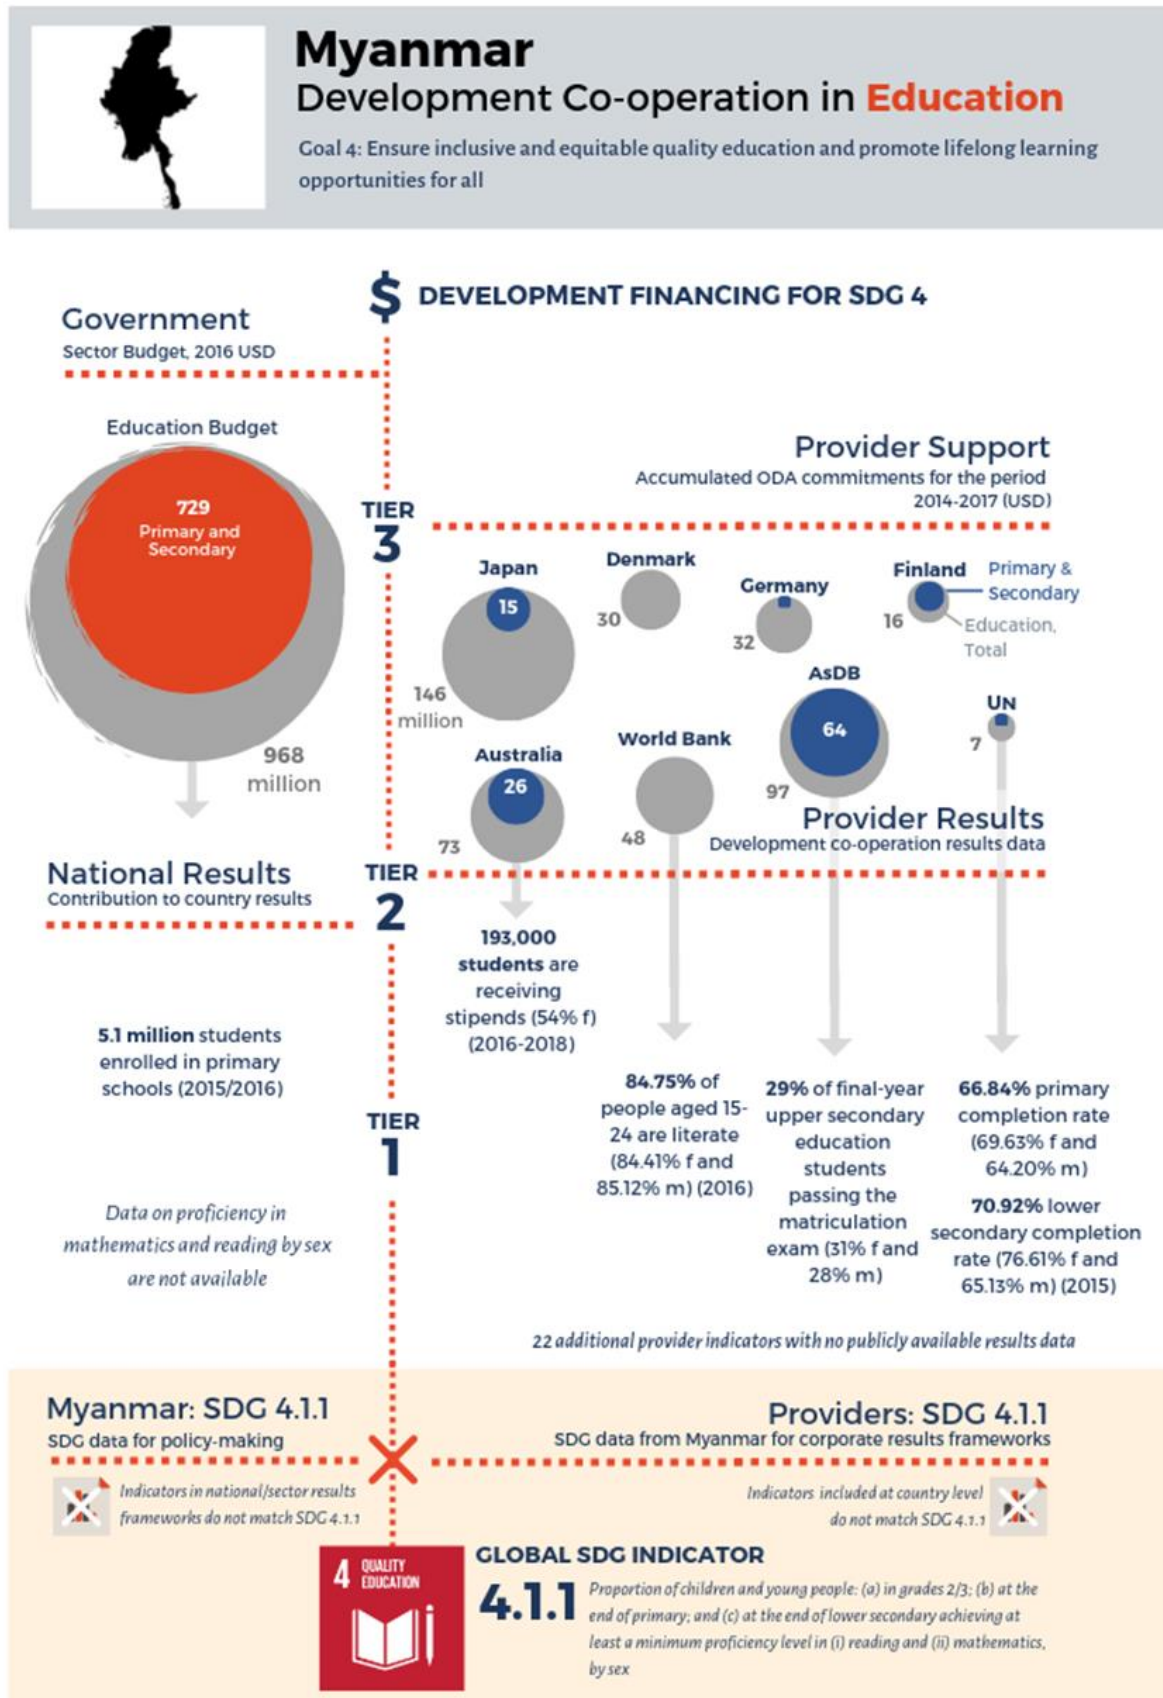 Myanmar
Development Co-operation in Education
Goal 4: Ensure inclusive and equitable quality education and promote lifelong learning
opportunities for all
$ DEVELOPMENT FINANCING FOR SDG 4
Government
Sector Budget, 2016 USD
Education Budget
729
Primary and
Secondary
968
million
Provider Support
Accumulated ODA commitments for the period
2014-2017 (USD)
TIER
3
Japan
15
146
million
Denmark
30
Germany
32
Finland
16
Primary &
Secondary
Education,
Total
Australia
26
73
World Bank
48
AsDB
64
97
UN
7
Provider Results
Development co-operation results data
National Results
Contribution to country results
TIER
2
193,000
students are
receiving
stipends (54% f)
(2016-2018)
5.1 million students
enrolled in primary
schools (2015/2016)
84.75% of
people aged 15-
24 are literate
(84.41% f and
85.12% m) (2016)
29% of final-year
upper secondary
education
students
passing the
matriculation
exam (31% f and
28% m)
66.84% primary
completion rate
(69.63% f and
64.20% m)
70.92% lower
secondary completion
rate (76.61% f and
65.13% m) (2015)
TIER
1
Data on proficiency in
mathematics and reading by sex
are not available
22 additional provider indicators with no publicly available results data
Myanmar: SDG 4.1.1
SDG data for policy-making
Indicators in national/sector results
frameworks do not match SDG 4.1.1
Providers: SDG 4.1.1
SDG data from Myanmar for corporate results frameworks
Indicators included at country level
do not match SDG 4.1.1
4 QUALITY
EDUCATION
GLOBAL SDG INDICATOR
4.1.1
Proportion of children and young people: (a) in grades 2/3; (b) at the
end of primary; and (c) at the end of lower secondary achieving at
least a minimum proficiency level in (i) reading and (ii) mathematics,
by sex